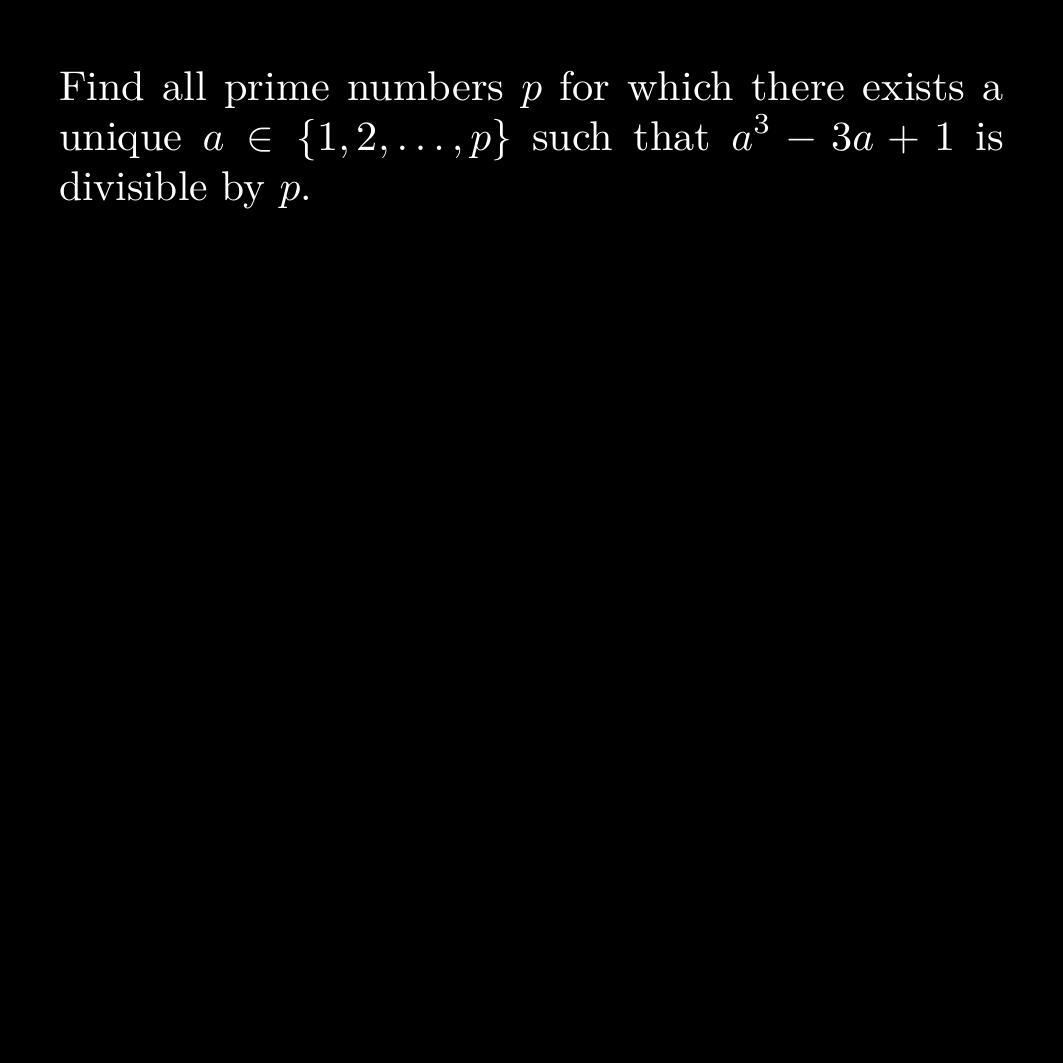 Find all prime numbers p for which there exists a
unique a ∈ {1, 2, . . . , p} such that a³ − 3a + 1 is
divisible by p.